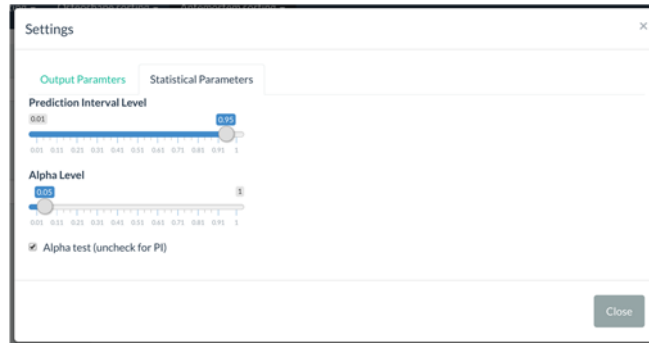 Settings
×
Output Paramters
Statistical Parameters
Prediction Interval Level
0.01
0.95
0.01 0.11 0.21 0.31 0.41 0.51 0.61 0.71 0.81 0.91 1
Alpha Level
0.05
1
0.01 0.11 0.21 0.31 0.41 0.51 0.61 0.71 0.81 0.91 1
Alpha test (uncheck for PI)
Close